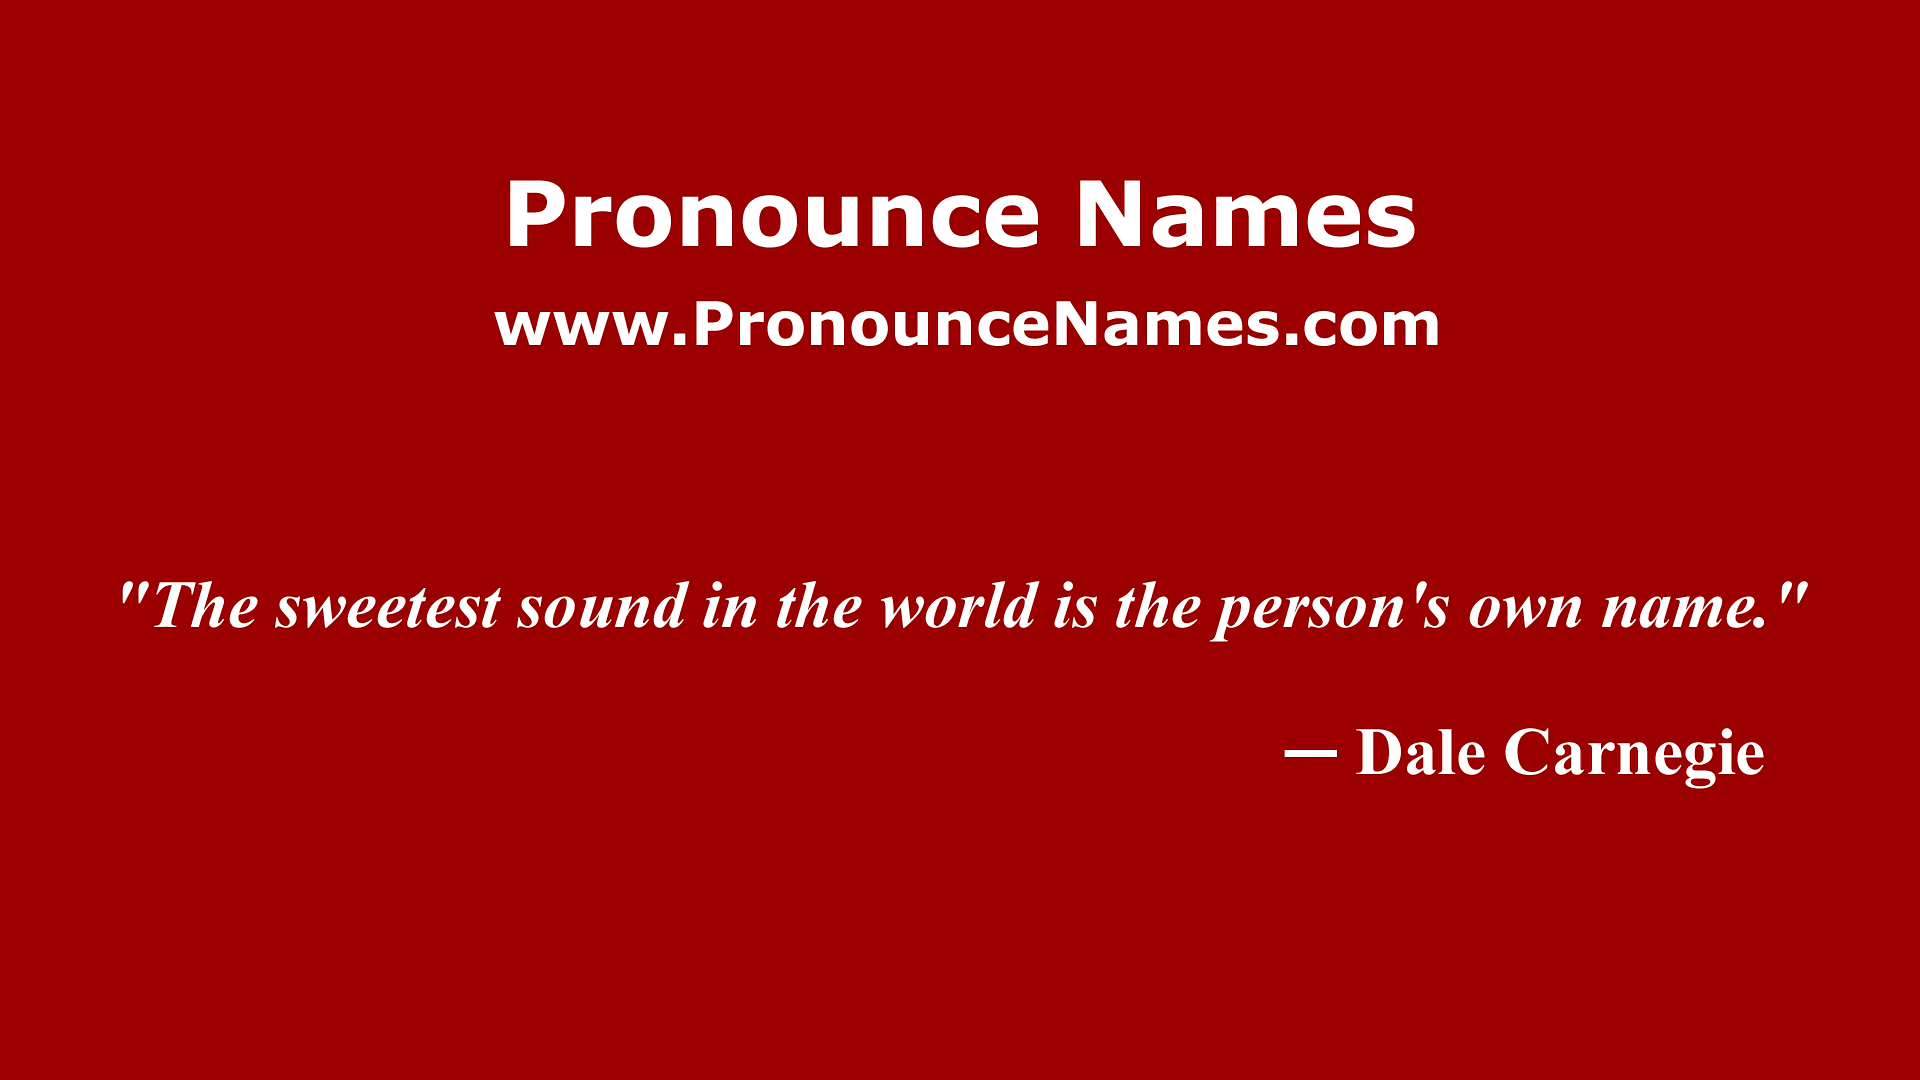 Pronounce Names
www.PronounceNames.com
"The sweetest sound in the world is the person's own name."
— Dale Carnegie